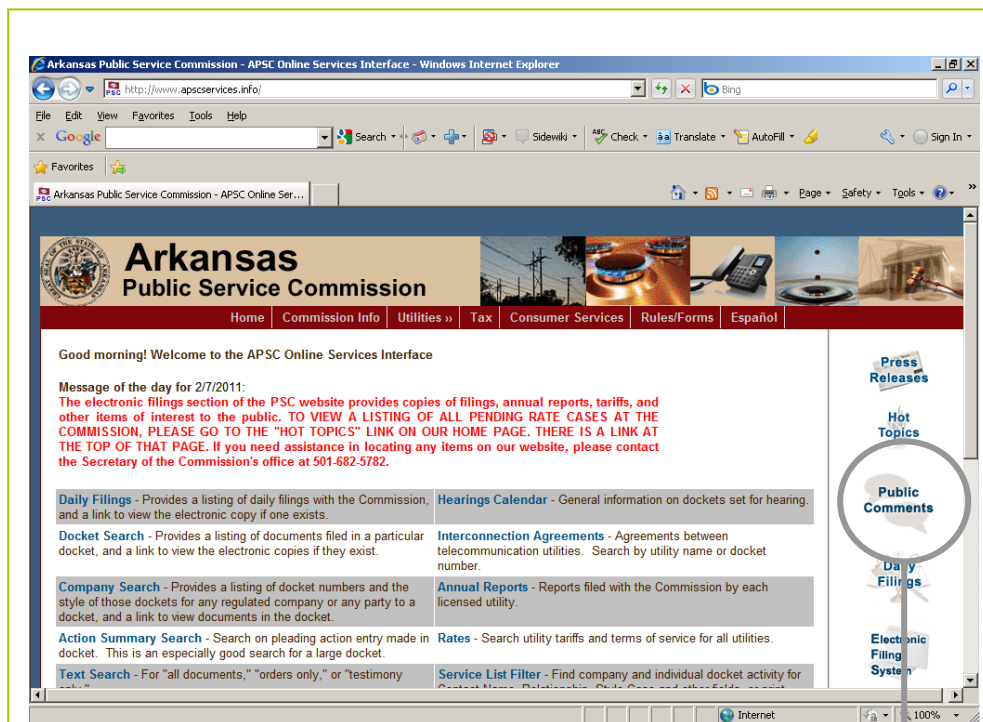 Arkansas Public Service Commission - APSC Online Services Interface - Windows Internet Explorer
PSC http://www.apscservices.info/
Bing
File Edit View Favorites Tools Help
x Google Search Sidewiki ABC Check aа Translate AutoFill Sign In
Favorites
PSC Arkansas Public Service Commission - APSC Online Ser...
Page Safety Tools »
Arkansas
Public Service Commission
Home Commission Info Utilities » Tax Consumer Services Rules/Forms Español
Good morning! Welcome to the APSC Online Services Interface
Message of the day for 2/7/2011:
The electronic filings section of the PSC website provides copies of filings, annual reports, tariffs, and
other items of interest to the public. TO VIEW A LISTING OF ALL PENDING RATE CASES AT THE
COMMISSION, PLEASE GO TO THE "HOT TOPICS" LINK ON OUR HOME PAGE. THERE IS A LINK AT
THE TOP OF THAT PAGE. If you need assistance in locating any items on our website, please contact
the Secretary of the Commission's office at 501-682-5782.
Daily Filings - Provides a listing of daily filings with the Commission,
and a link to view the electronic copy if one exists.
Hearings Calendar - General information on dockets set for hearing.
Docket Search - Provides a listing of documents filed in a particular
docket, and a link to view the electronic copies if they exist.
Interconnection Agreements - Agreements between
telecommunication utilities. Search by utility name or docket
number.
Company Search - Provides a listing of docket numbers and the
style of those dockets for any regulated company or any party to a
docket, and a link to view documents in the docket.
Annual Reports - Reports filed with the Commission by each
licensed utility.
Action Summary Search - Search on pleading action entry made in
docket. This is an especially good search for a large docket.
Rates - Search utility tariffs and terms of service for all utilities.
Text Search - For "all documents," "orders only," or "testimony
only."
Service List Filter - Find company and individual docket activity for
Contact Name, Relationship, Style Case and other fields, or print
Press
Releases
Hot
Topics
Public
Comments
Daily
Filings
Electronic
Filing
System
Internet
100%